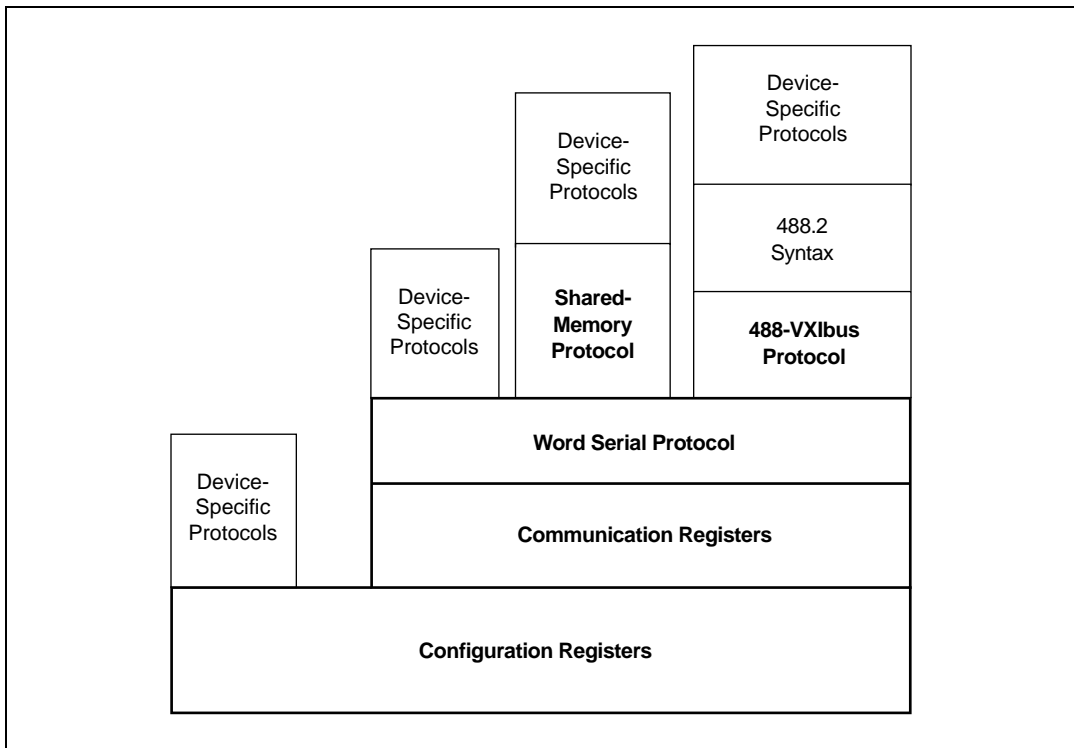 Device-
Specific
Protocols
Device-
Specific
Protocols
488.2
Syntax
Device-
Specific
Protocols
Shared-
Memory
Protocol
488-VXIbus
Protocol
Word Serial Protocol
Device-
Specific
Protocols
Communication Registers
Configuration Registers